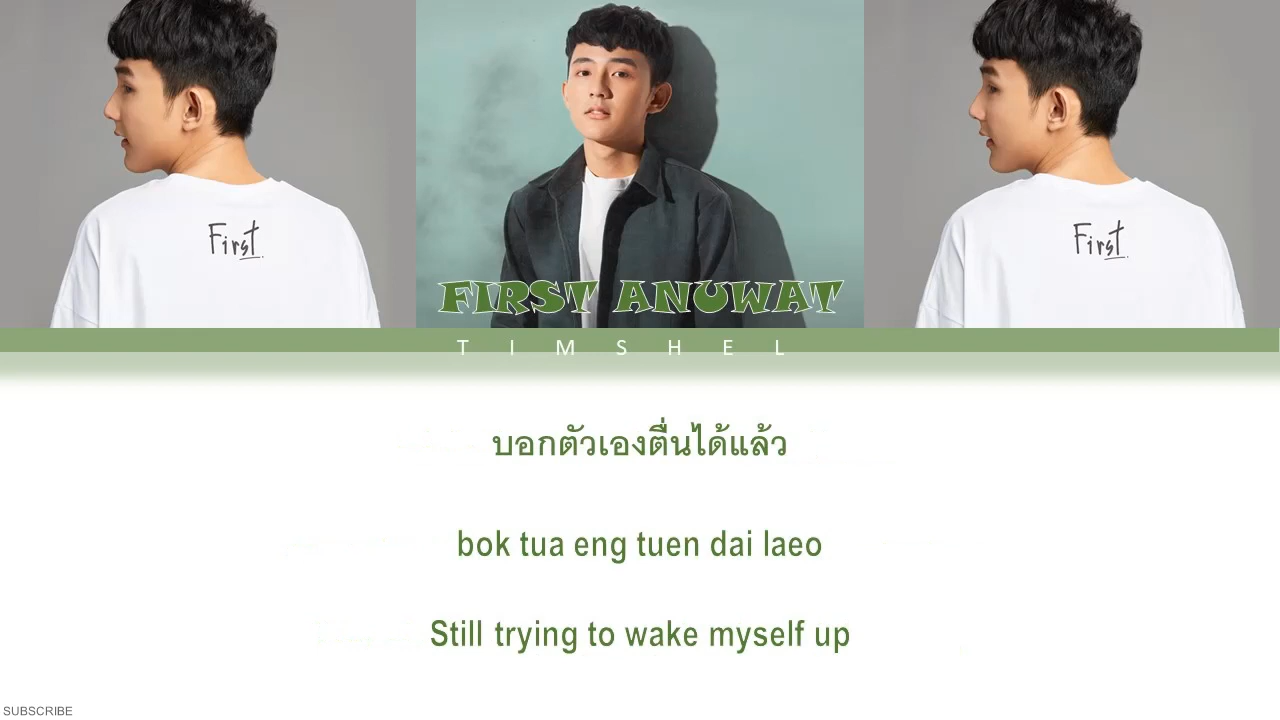 First.
First.
FIRST ANUWAT
TIMSHEL
บอกตัวเองตื่นได้แล้ว
bok tua eng tuen dai laeo
Still trying to wake myself up
SUBSCRIBE